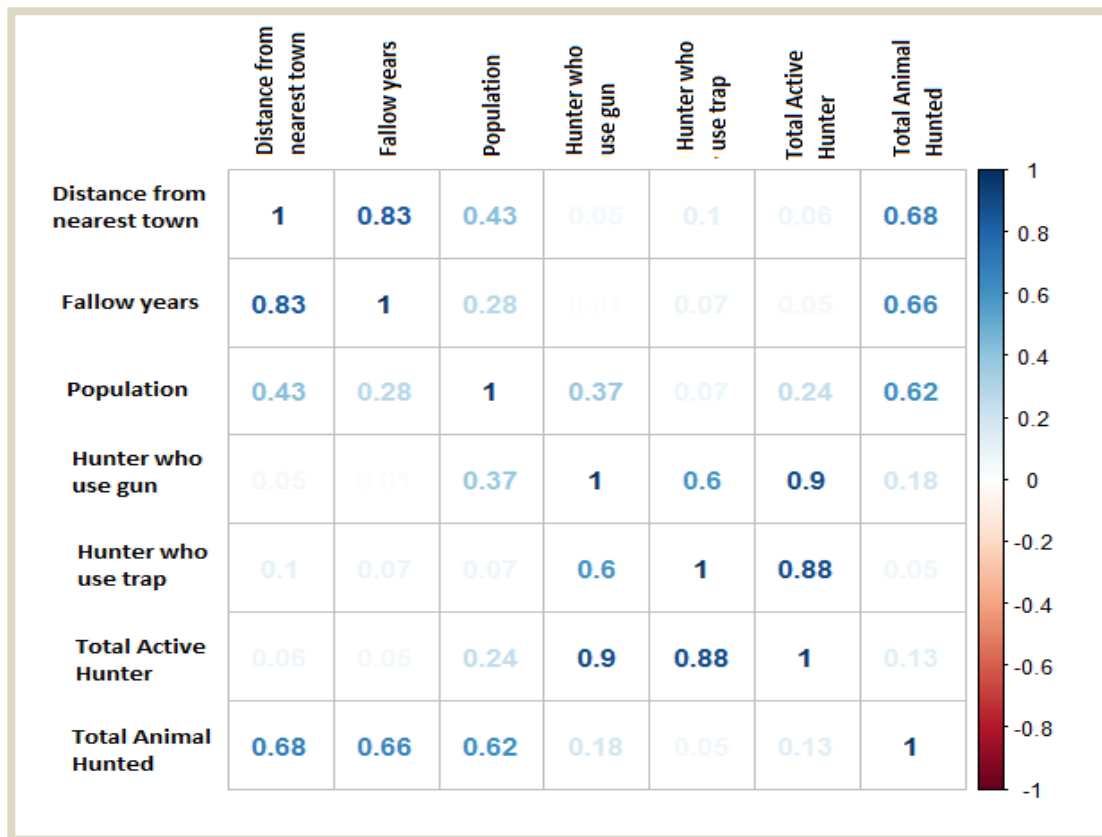 Distance from
nearest town
Fallow years
Population
Hunter who
use gun
Hunter who
use trap
Total Active
Hunter
Total Animal
Hunted
Distance from
nearest town
1 0.83 0.43 0.05 0.1 0.06 0.68
Fallow years
0.83 1 0.28 0.01 0.07 0.05 0.66
Population
0.43 0.28 1 0.37 0.07 0.24 0.62
Hunter who
use gun
0.05 0.01 0.37 1 0.6 0.9 0.18
Hunter who
use trap
0.1 0.07 0.07 0.6 1 0.88 0.05
Total Active
Hunter
0.06 0.05 0.24 0.9 0.88 1 0.13
Total Animal
Hunted
0.68 0.66 0.62 0.18 0.05 0.13 1
1
0.8
0.6
0.4
0.2
0
-0.2
-0.4
-0.6
-0.8
-1